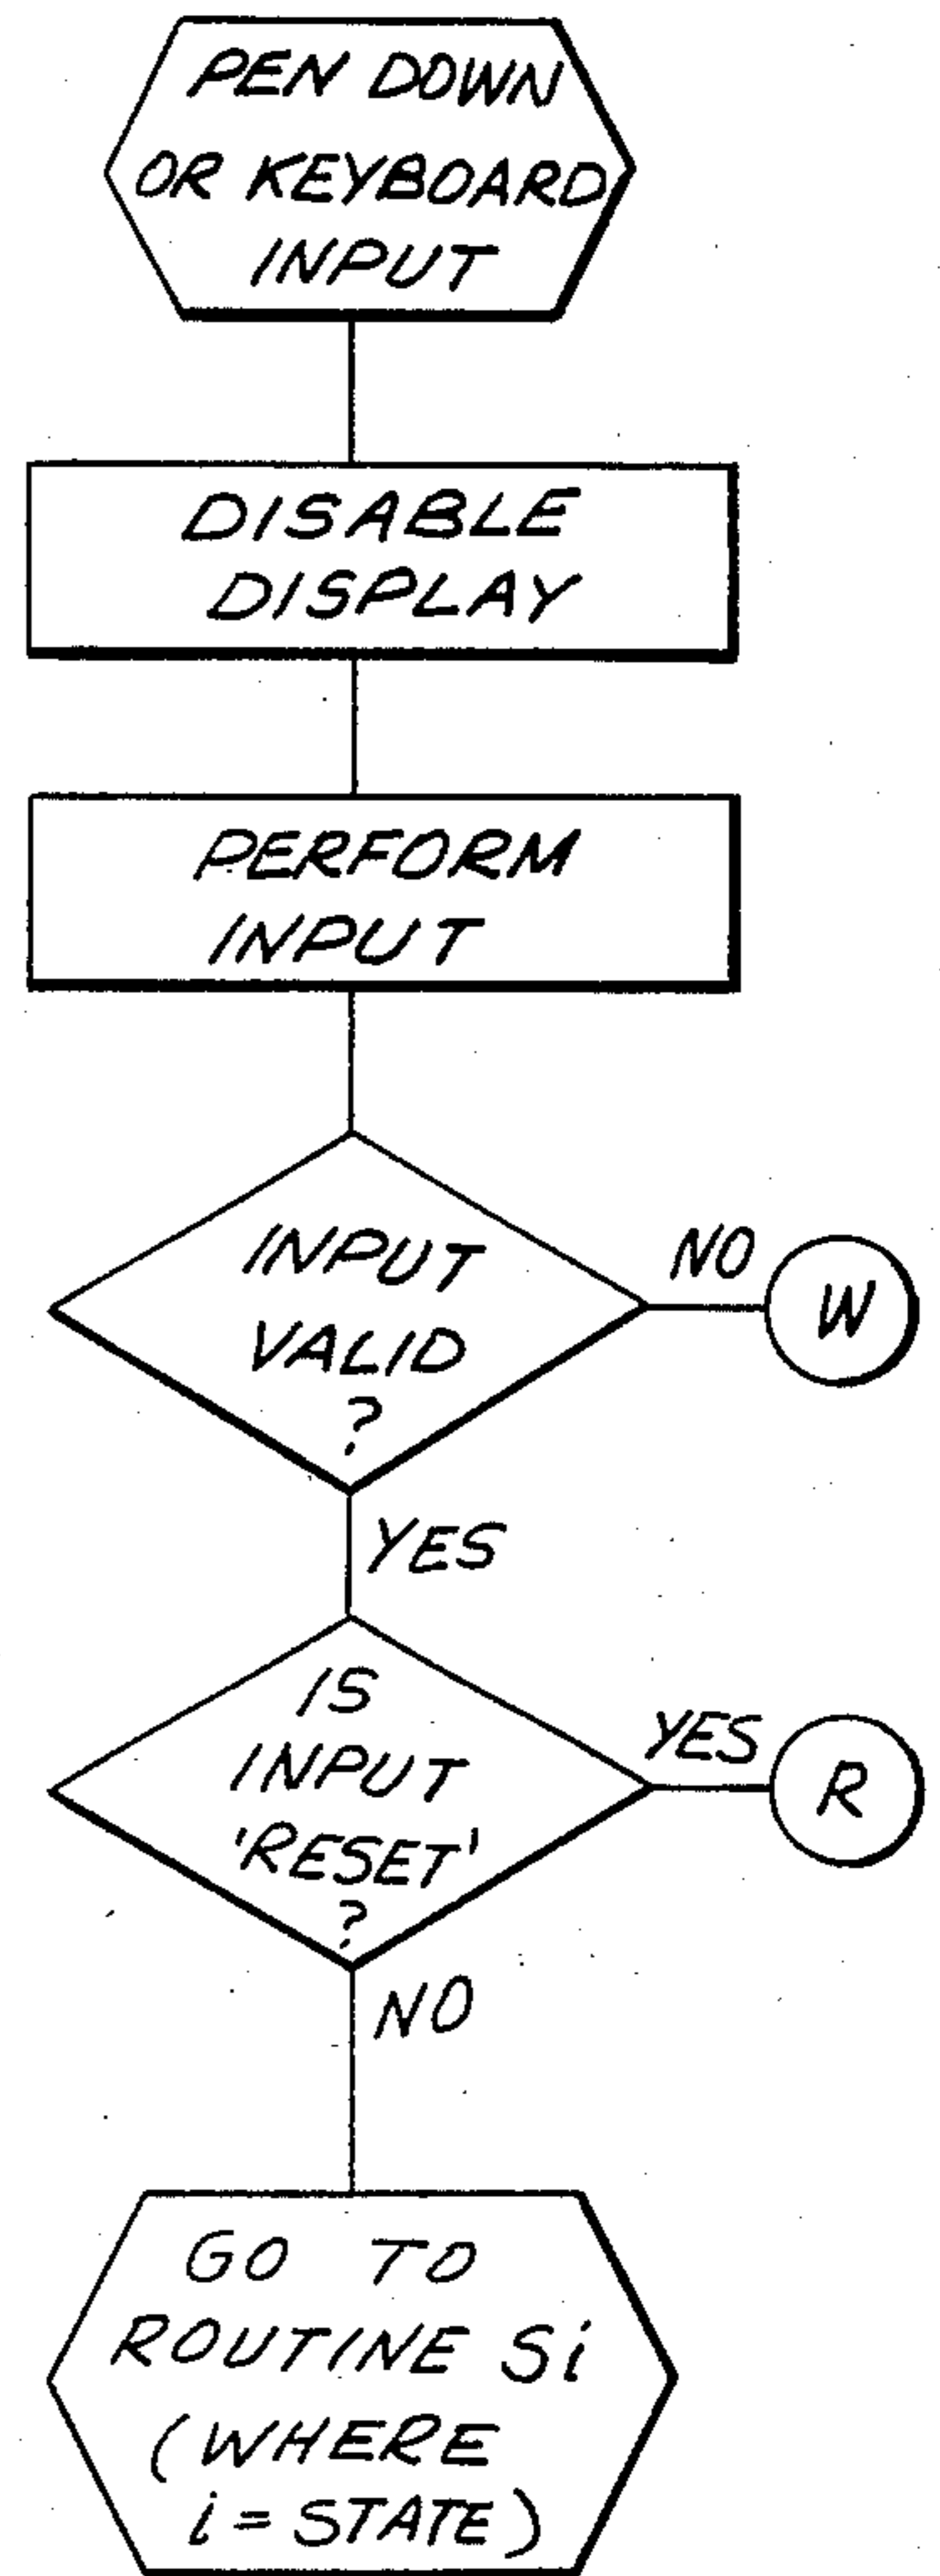 PEN DOWN
OR KEYBOARD
INPUT
DISABLE
DISPLAY
PERFORM
INPUT
INPUT
VALID
?
NO
W
YES
IS
INPUT
'RESET'
?
YES
R
NO
GO TO
ROUTINE Si
(WHERE
i = STATE)